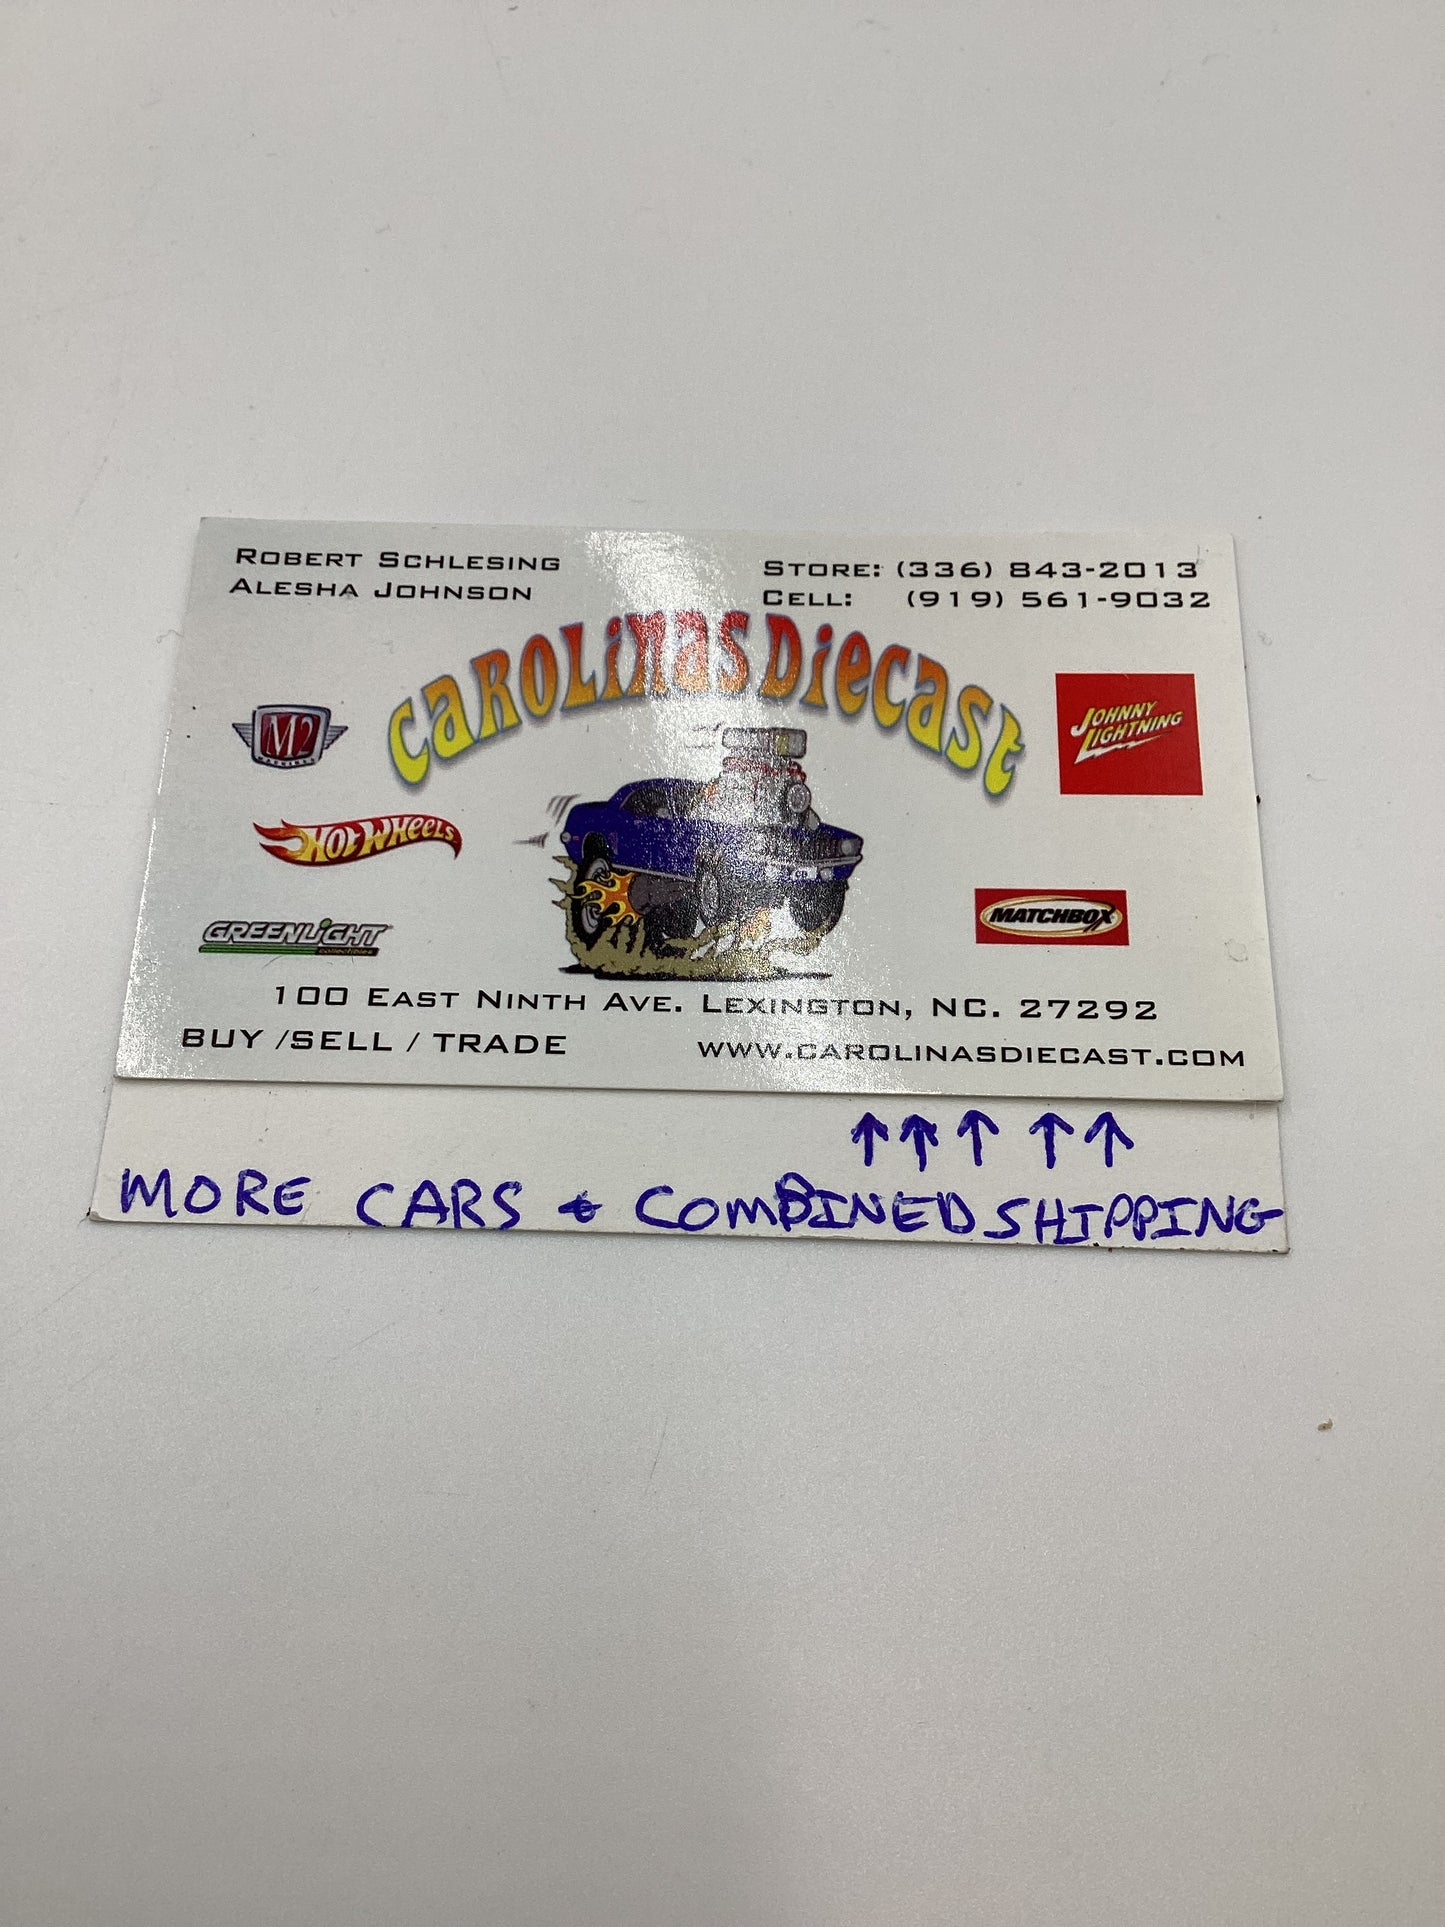 ROBERT SCHLESING
ALESHA JOHNSON
STORE: (336) 843-2013
CELL: (919) 561-9032
CAROLINAS DIECAST
M2
MACHINES
JOHNNY
LIGHTNING
HOT WHEELS
MATCHBOX
GREENLIGHT
100 EAST NINTH AVE. LEXINGTON, NC. 27292
BUY /SELL / TRADE
WWW.CAROLINASDIECAST.COM
↑↑↑ ↑↑
MORE CARS & COMBINED SHIPPING